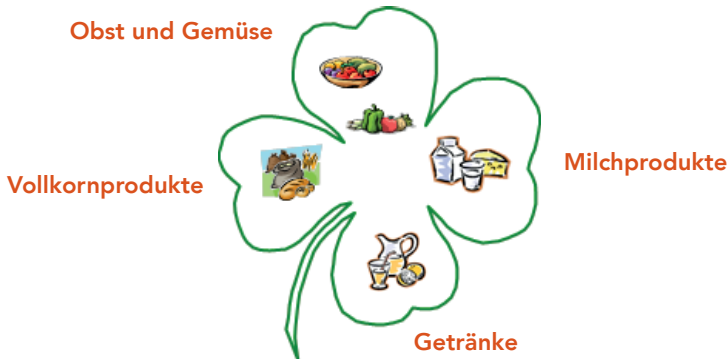 Obst und Gemüse
Vollkornprodukte
Milchprodukte
Getränke